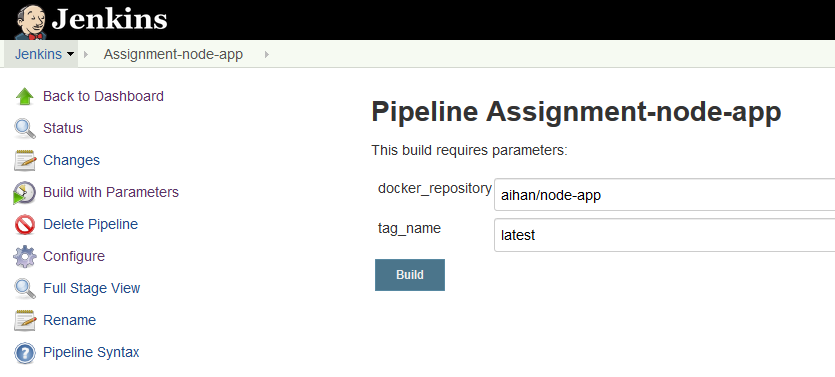 Jenkins
Jenkins Assignment-node-app
Back to Dashboard
Status
Changes
Build with Parameters
Delete Pipeline
Configure
Full Stage View
Rename
Pipeline Syntax
Pipeline Assignment-node-app
This build requires parameters:
docker_repository aihan/node-app
tag_name latest
Build